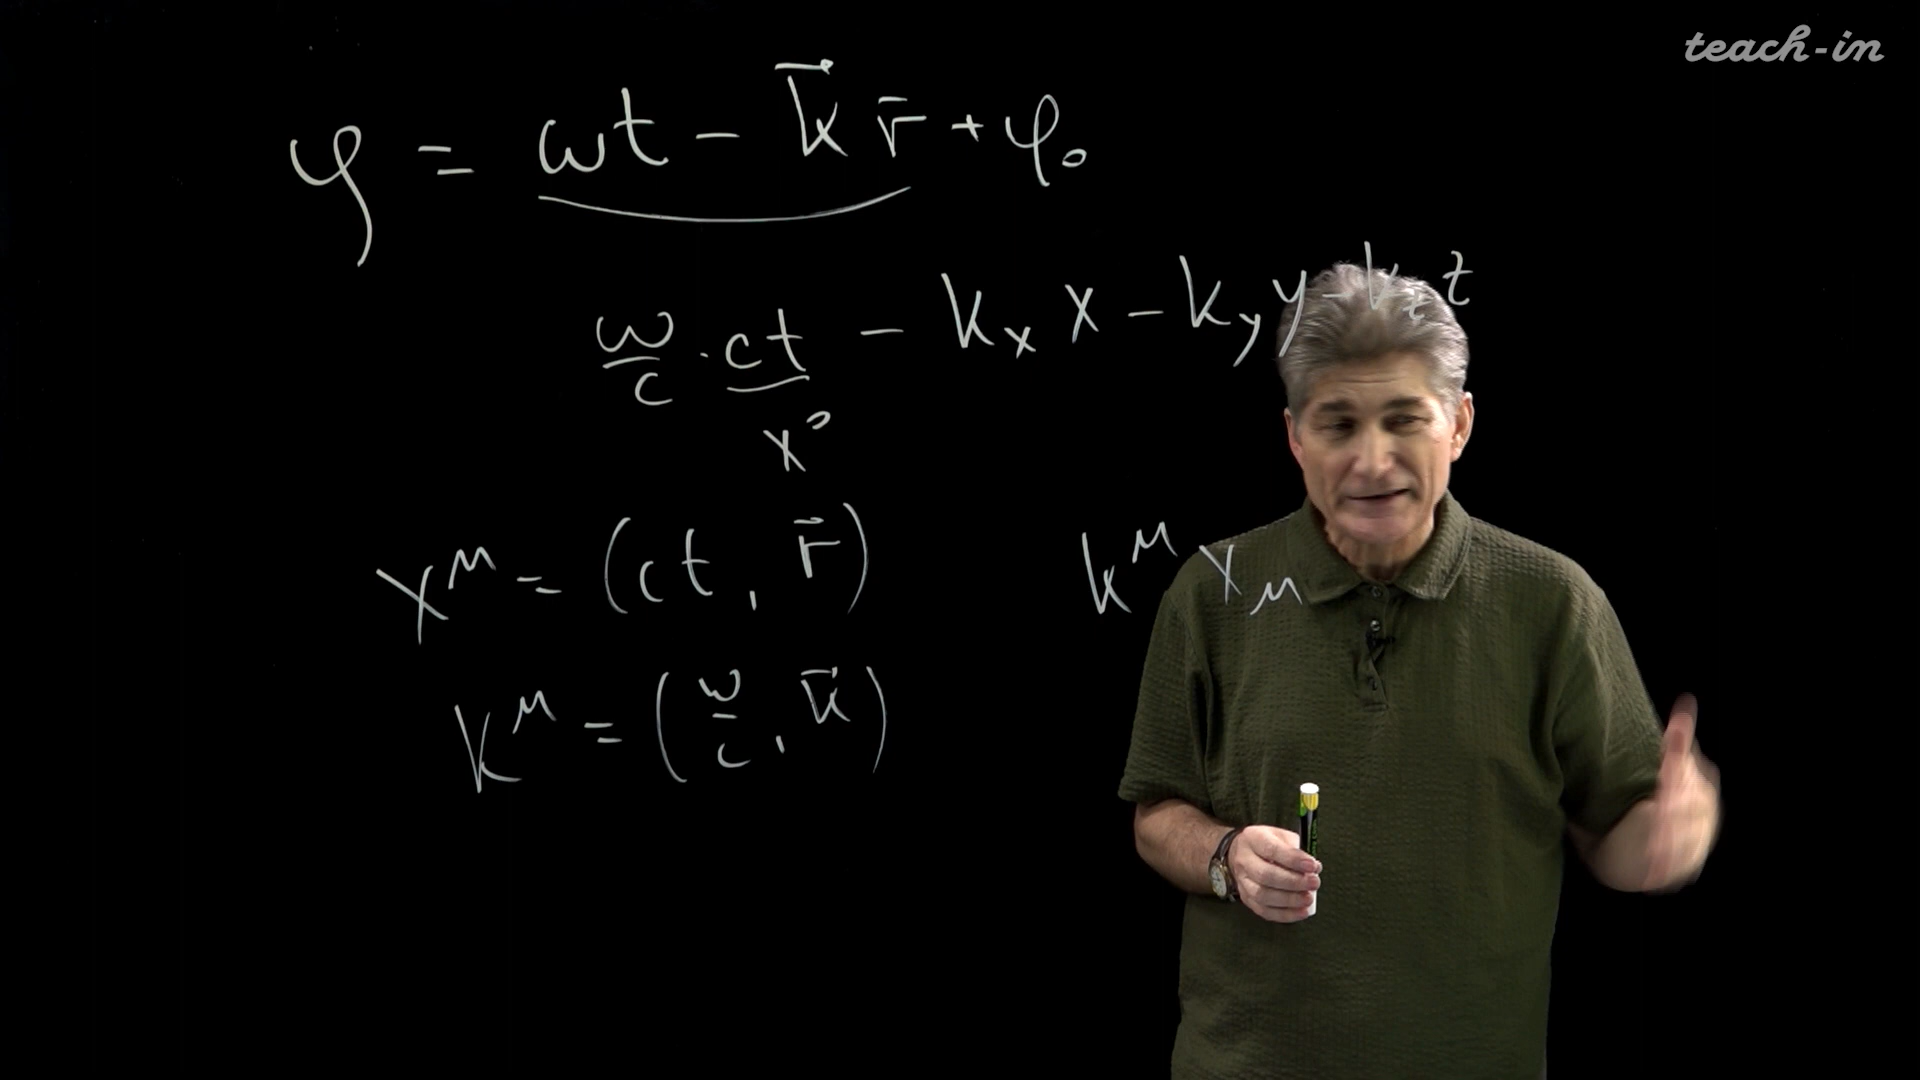 teach-in
φ = ωt − k⃗ r̄ + φ₀
ω/c · ct − kₓ x − k_y y − k_z z
x⁰
x^μ = (ct, r⃗)
k^μ x_μ
k^μ = (ω/c, k⃗)